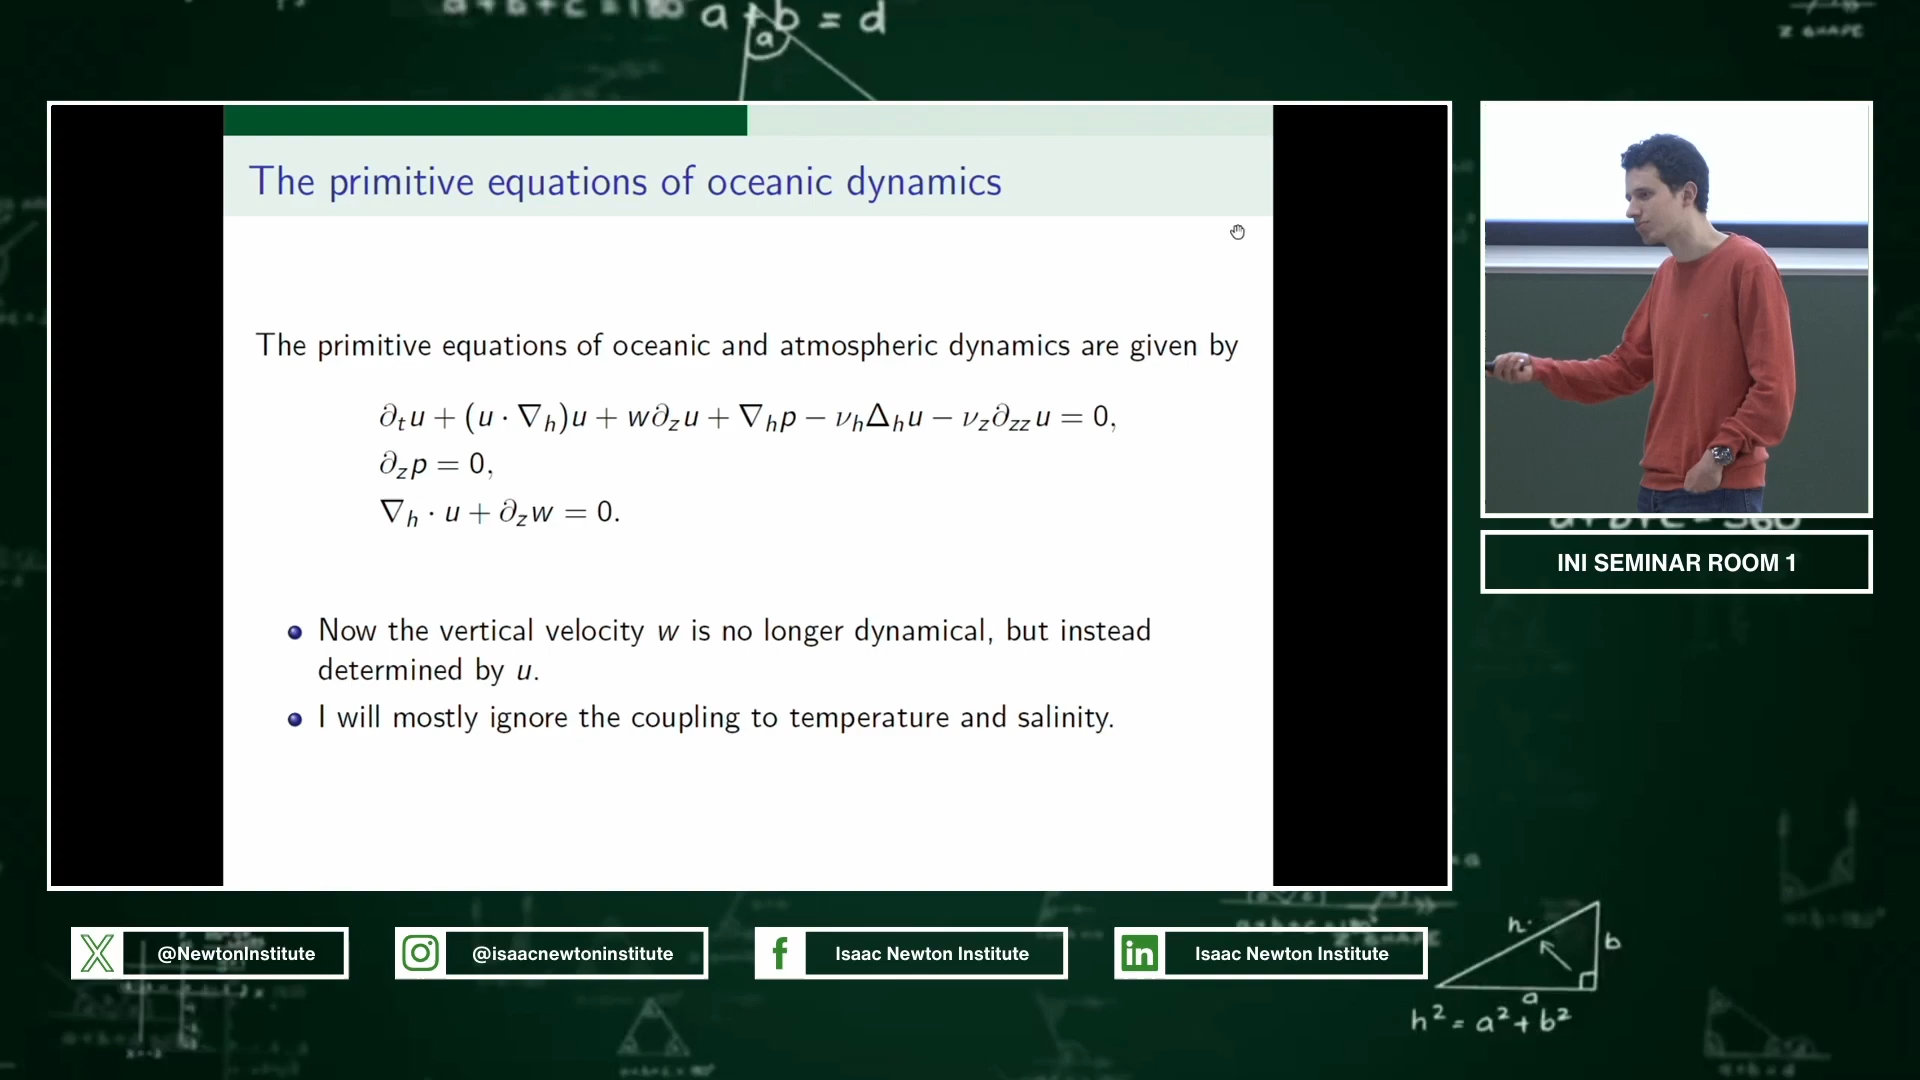 a + b + c = 180°
a + b = d
a
Z SHAPE
The primitive equations of oceanic dynamics
The primitive equations of oceanic and atmospheric dynamics are given by
∂ₜu + (u · ∇ₕ)u + w∂_z u + ∇ₕp − νₕΔₕu − ν_z∂_zz u = 0,
∂_z p = 0,
∇ₕ · u + ∂_z w = 0.
Now the vertical velocity w is no longer dynamical, but instead
determined by u.
I will mostly ignore the coupling to temperature and salinity.
INI SEMINAR ROOM 1
@NewtonInstitute
@isaacnewtoninstitute
f
Isaac Newton Institute
in
Isaac Newton Institute
h
b
a
h² = a² + b²